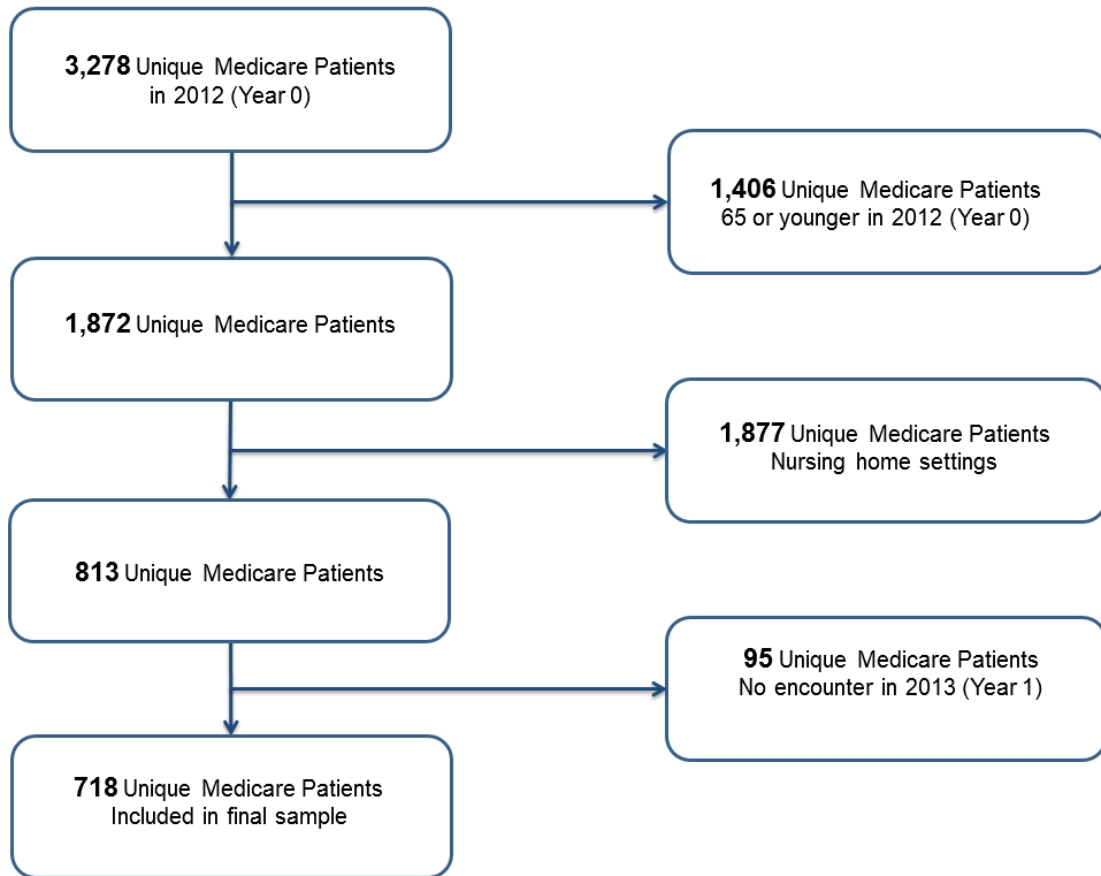 3,278 Unique Medicare Patients
in 2012 (Year 0)
1,406 Unique Medicare Patients
65 or younger in 2012 (Year 0)
1,872 Unique Medicare Patients
1,877 Unique Medicare Patients
Nursing home settings
813 Unique Medicare Patients
95 Unique Medicare Patients
No encounter in 2013 (Year 1)
718 Unique Medicare Patients
Included in final sample